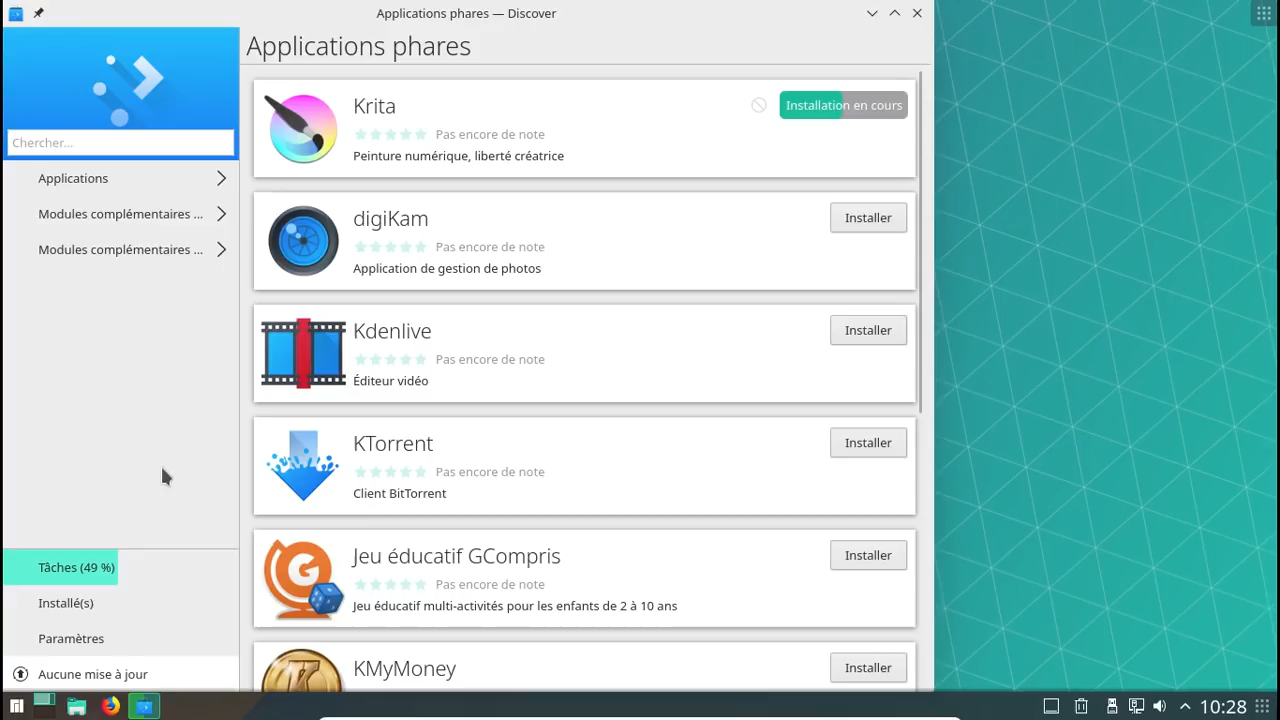 Applications phares — Discover
Applications phares
Chercher...
Applications
Modules complémentaires ...
Modules complémentaires ...
Tâches (49 %)
Installé(s)
Paramètres
Aucune mise à jour
Krita
Installation en cours
Pas encore de note
Peinture numérique, liberté créatrice
digiKam
Installer
Pas encore de note
Application de gestion de photos
Kdenlive
Installer
Pas encore de note
Éditeur vidéo
KTorrent
Installer
Pas encore de note
Client BitTorrent
Jeu éducatif GCompris
Installer
Pas encore de note
Jeu éducatif multi-activités pour les enfants de 2 à 10 ans
KMyMoney
Installer
10:28